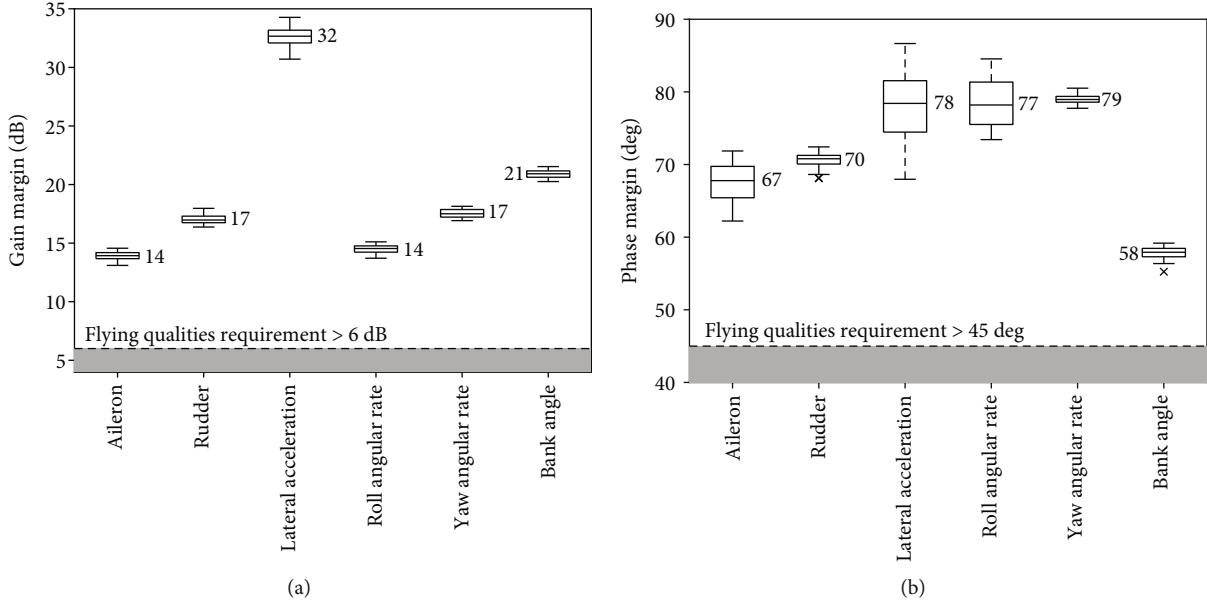 35
30
25
20
15
10
5
Gain margin (dB)
32
21
17
17
14
14
Flying qualities requirement > 6 dB
Aileron
Rudder
Lateral acceleration
Roll angular rate
Yaw angular rate
Bank angle
(a)
90
80
70
60
50
40
Phase margin (deg)
78
77
79
70
67
58
Flying qualities requirement > 45 deg
Aileron
Rudder
Lateral acceleration
Roll angular rate
Yaw angular rate
Bank angle
(b)